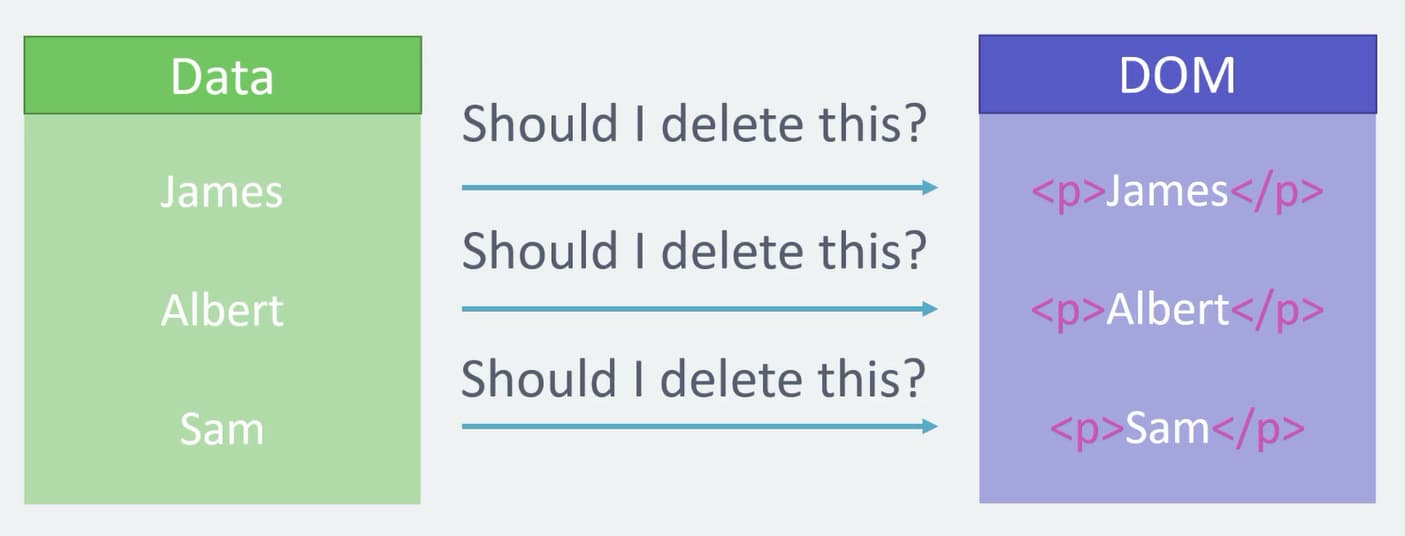 Data
DOM
Should I delete this?
James
<p>James</p>
Should I delete this?
Albert
<p>Albert</p>
Should I delete this?
Sam
<p>Sam</p>